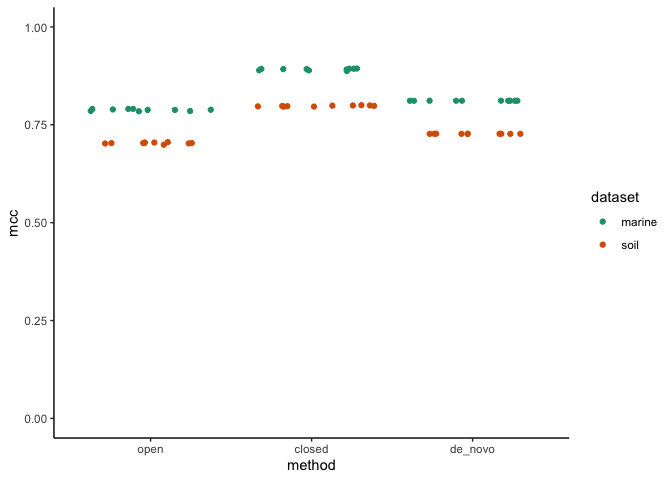 1.00
0.75
0.50
0.25
0.00
mcc
open closed de_novo
method
dataset
marine
soil